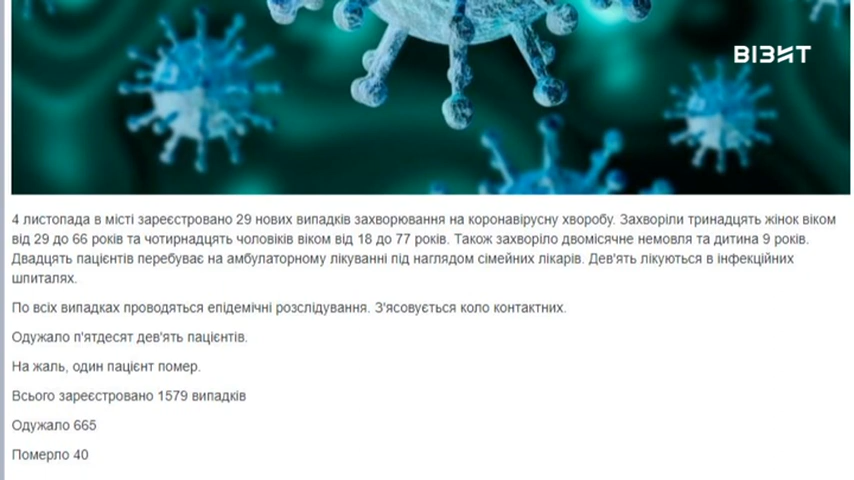 ВІЗИТ
4 листопада в місті зареєстровано 29 нових випадків захворювання на коронавірусну хворобу. Захворіли тринадцять жінок віком
від 29 до 66 років та чотирнадцять чоловіків віком від 18 до 77 років. Також захворіло двомісячне немовля та дитина 9 років.
Двадцять пацієнтів перебуває на амбулаторному лікуванні під наглядом сімейних лікарів. Дев'ять лікуються в інфекційних
шпиталях.
По всіх випадках проводяться епідемічні розслідування. З'ясовується коло контактних.
Одужало п'ятдесят дев'ять пацієнтів.
На жаль, один пацієнт помер.
Всього зареєстровано 1579 випадків
Одужало 665
Померло 40